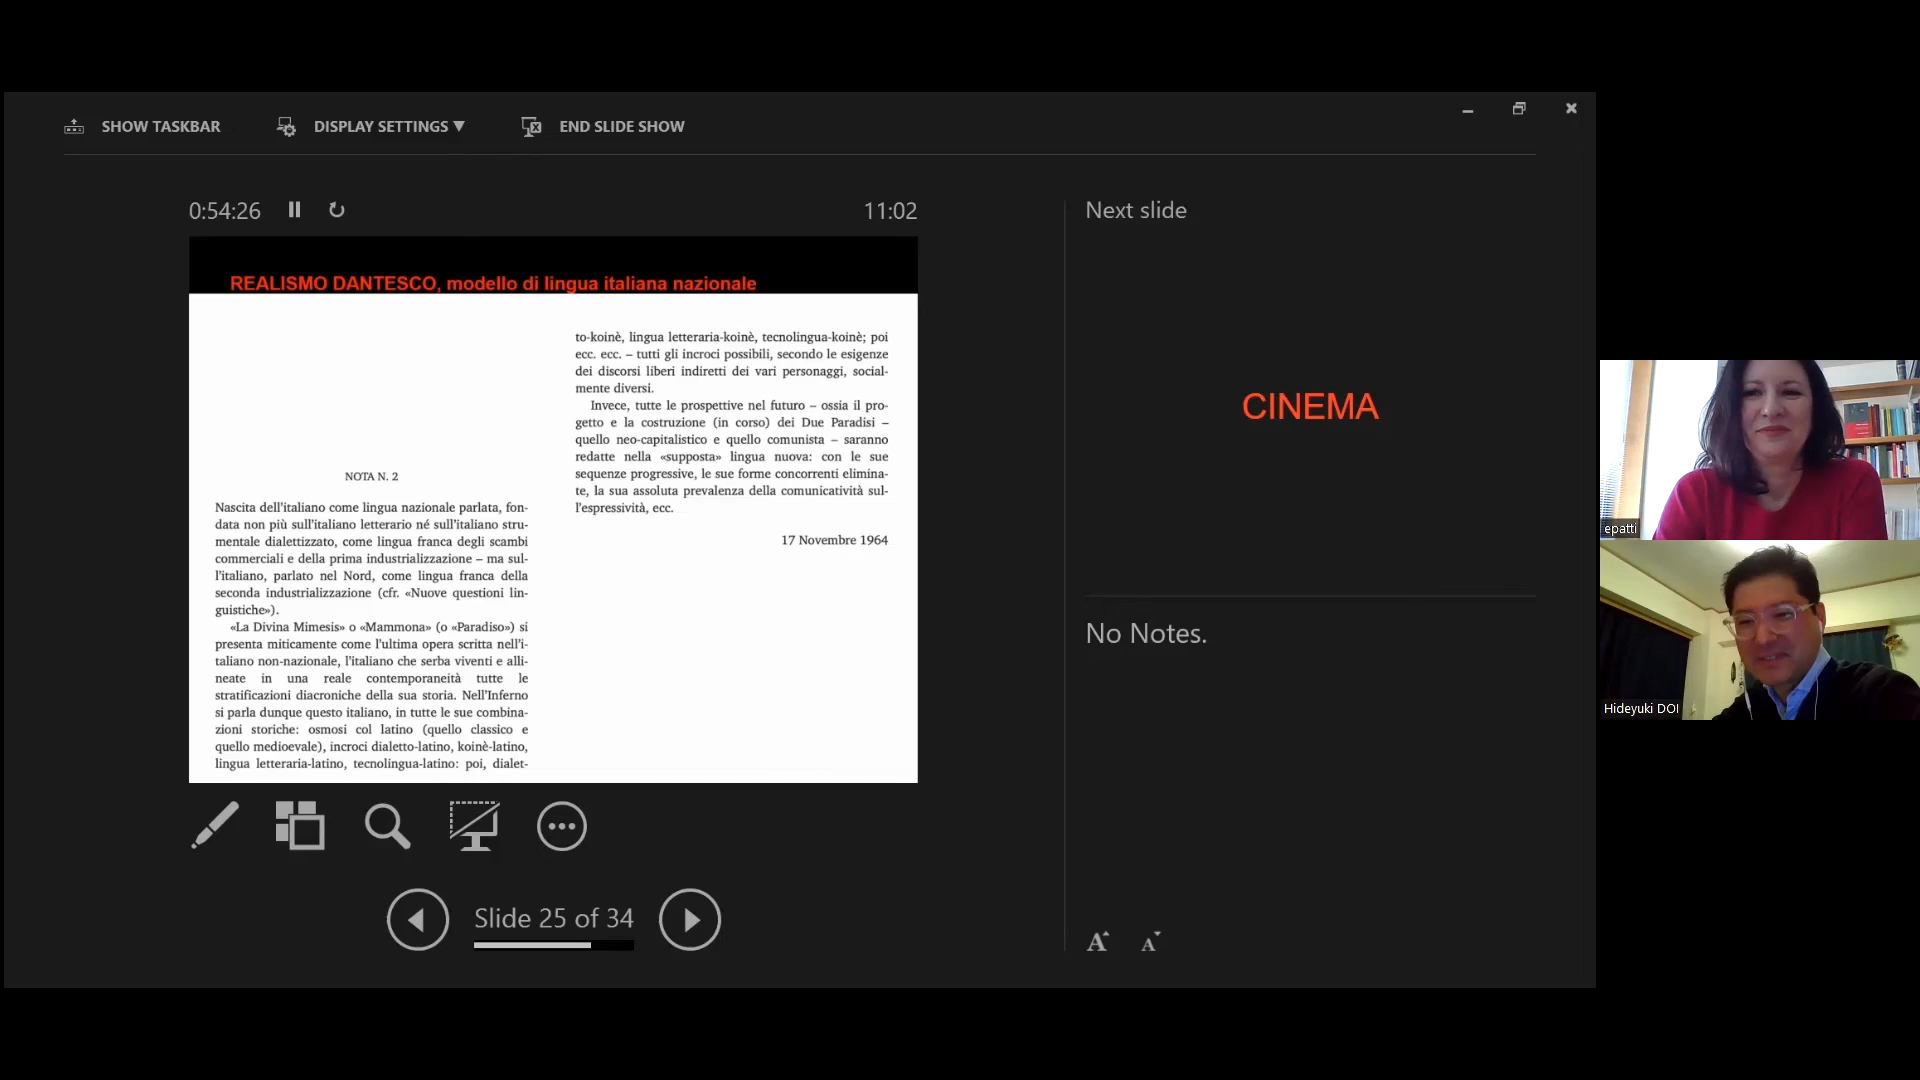 SHOW TASKBAR
DISPLAY SETTINGS ▼
END SLIDE SHOW
0:54:26
11:02
REALISMO DANTESCO, modello di lingua italiana nazionale
NOTA N. 2
Nascita dell'italiano come lingua nazionale parlata, fon-
data non più sull'italiano letterario né sull'italiano stru-
mentale dialettizzato, come lingua franca degli scambi
commerciali e della prima industrializzazione – ma sul-
l'italiano, parlato nel Nord, come lingua franca della
seconda industrializzazione (cfr. «Nuove questioni lin-
guistiche»).
«La Divina Mimesis» o «Mammona» (o «Paradiso») si
presenta miticamente come l'ultima opera scritta nell'i-
taliano non-nazionale, l'italiano che serba viventi e alli-
neate in una reale contemporaneità tutte le
stratificazioni diacroniche della sua storia. Nell'Inferno
si parla dunque questo italiano, in tutte le sue combina-
zioni storiche: osmosi col latino (quello classico e
quello medioevale), incroci dialetto-latino, koinè-latino,
lingua letteraria-latino, tecnolingua-latino: poi, dialet-
to-koinè, lingua letteraria-koinè, tecnolingua-koinè; poi
ecc. ecc. – tutti gli incroci possibili, secondo le esigenze
dei discorsi liberi indiretti dei vari personaggi, social-
mente diversi.
Invece, tutte le prospettive nel futuro – ossia il pro-
getto e la costruzione (in corso) dei Due Paradisi –
quello neo-capitalistico e quello comunista – saranno
redatte nella «supposta» lingua nuova: con le sue
sequenze progressive, le sue forme concorrenti elimina-
te, la sua assoluta prevalenza della comunicatività sul-
l'espressività, ecc.
17 Novembre 1964
Slide 25 of 34
Next slide
CINEMA
No Notes.
A A
epatti
Hideyuki DOI